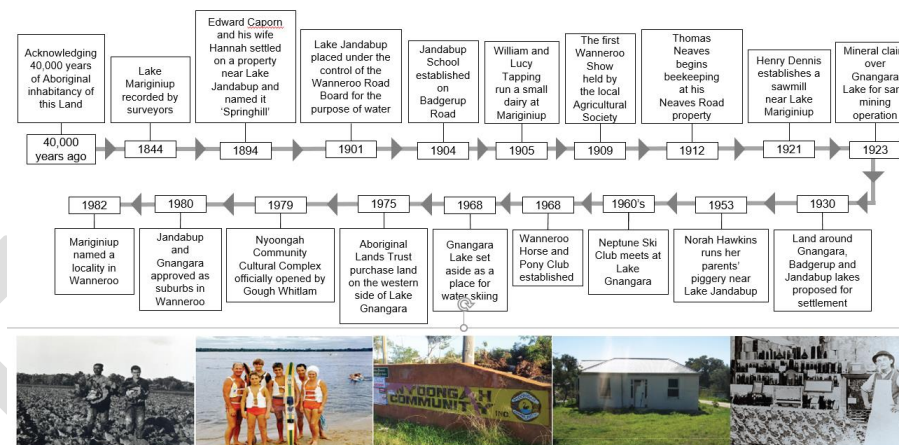 Acknowledging
40,000 years
of Aboriginal
inhabitancy of
this Land
40,000
years ago
Lake
Mariginiup
recorded by
surveyors
1844
Edward Caporn
and his wife
Hannah settled
on a property
near Lake
Jandabup and
named it
'Springhill'
1894
Lake Jandabup
placed under the
control of the
Wanneroo Road
Board for the
purpose of water
1901
Jandabup
School
established
on
Badgerup
Road
1904
William and
Lucy
Tapping
run a small
dairy at
Mariginiup
1905
The first
Wanneroo
Show
held by
the local
Agricultural
Society
1909
Thomas
Neaves
begins
beekeeping
at his
Neaves Road
property
1912
Henry Dennis
establishes a
sawmill
near Lake
Mariginiup
1921
Mineral clai
over
Gnangar
Lake for sa
mining
operation
1923
1930
Land around
Gnangara,
Badgerup and
Jandabup lakes
proposed for
settlement
1953
Norah Hawkins
runs her
parents'
piggery near
Lake Jandabup
1960's
Neptune Ski
Club meets at
Lake
Gnangara
1968
Wanneroo
Horse and
Pony Club
established
1968
Gnangara
Lake set
aside as a
place for
water skiing
1975
Aboriginal
Lands Trust
purchase land
on the western
side of Lake
Gnangara
1979
Nyoongah
Community
Cultural Complex
officially opened by
Gough Whitlam
1980
Jandabup
and
Gnangara
approved as
suburbs in
Wanneroo
1982
Mariginiup
named a
locality in
Wanneroo
YOONGAH
COMMUNITY INC.